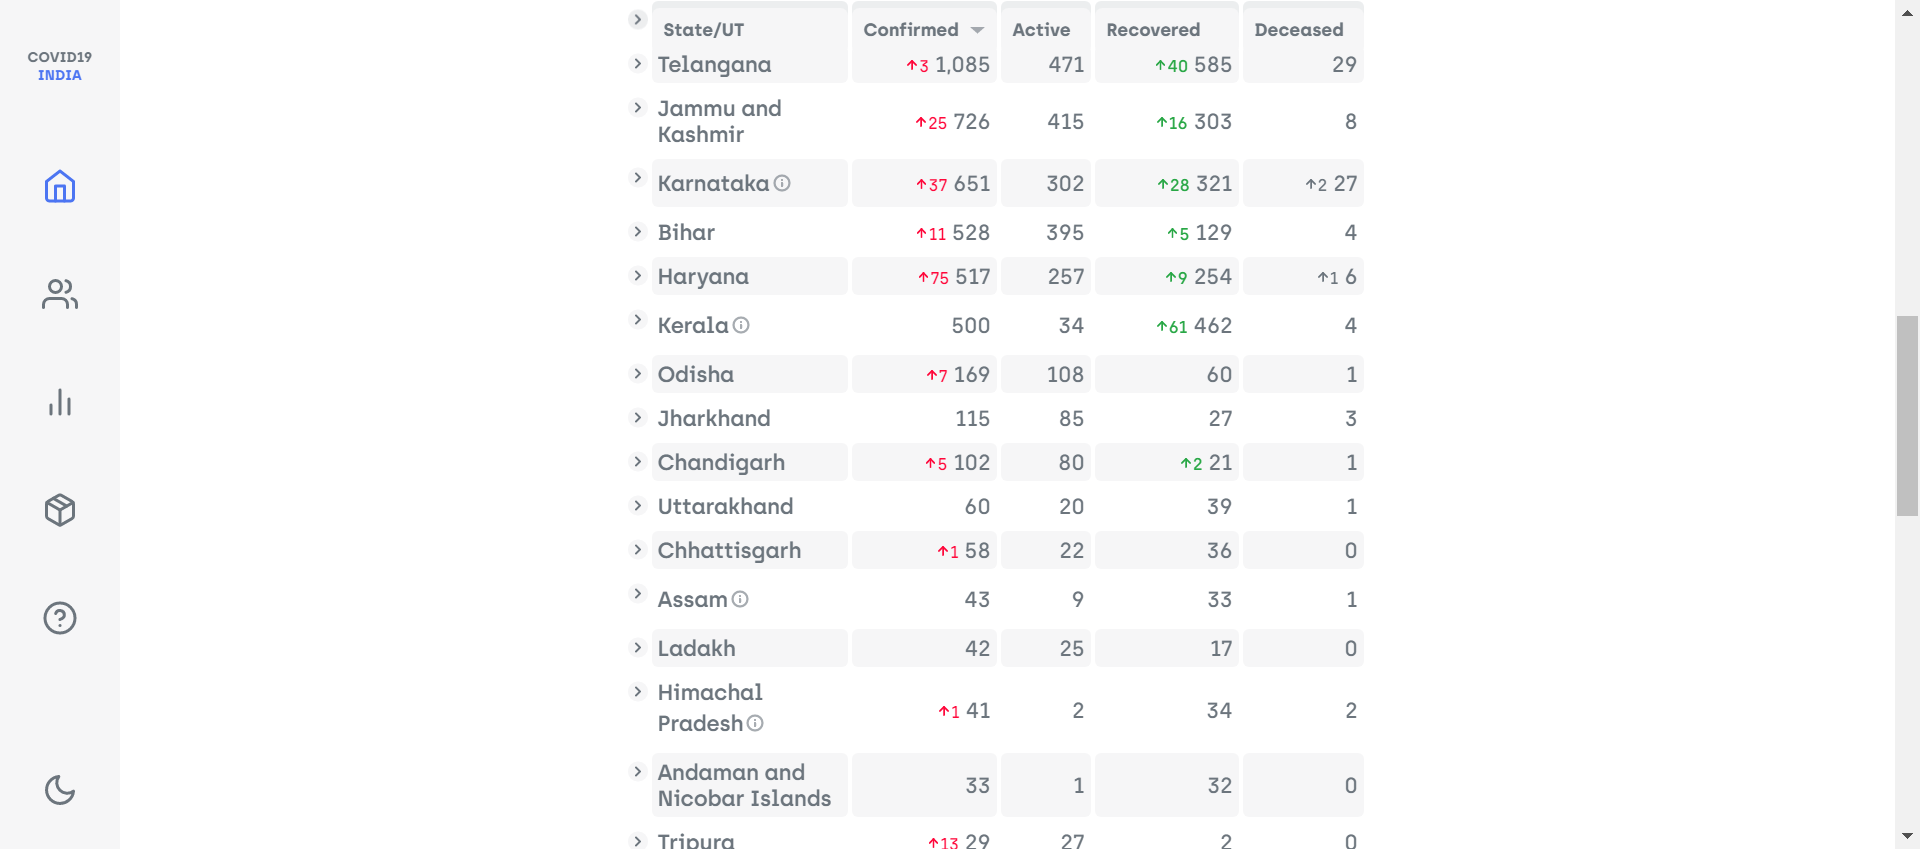 COVID19
INDIA
State/UT Confirmed Active Recovered Deceased
Telangana ↑3 1,085 471 ↑40 585 29
Jammu and
Kashmir ↑25 726 415 ↑16 303 8
Karnataka ↑37 651 302 ↑28 321 ↑2 27
Bihar ↑11 528 395 ↑5 129 4
Haryana ↑75 517 257 ↑9 254 ↑1 6
Kerala 500 34 ↑61 462 4
Odisha ↑7 169 108 60 1
Jharkhand 115 85 27 3
Chandigarh ↑5 102 80 ↑2 21 1
Uttarakhand 60 20 39 1
Chhattisgarh ↑1 58 22 36 0
Assam 43 9 33 1
Ladakh 42 25 17 0
Himachal
Pradesh ↑1 41 2 34 2
Andaman and
Nicobar Islands 33 1 32 0
Tripura ↑13 29 27 2 0